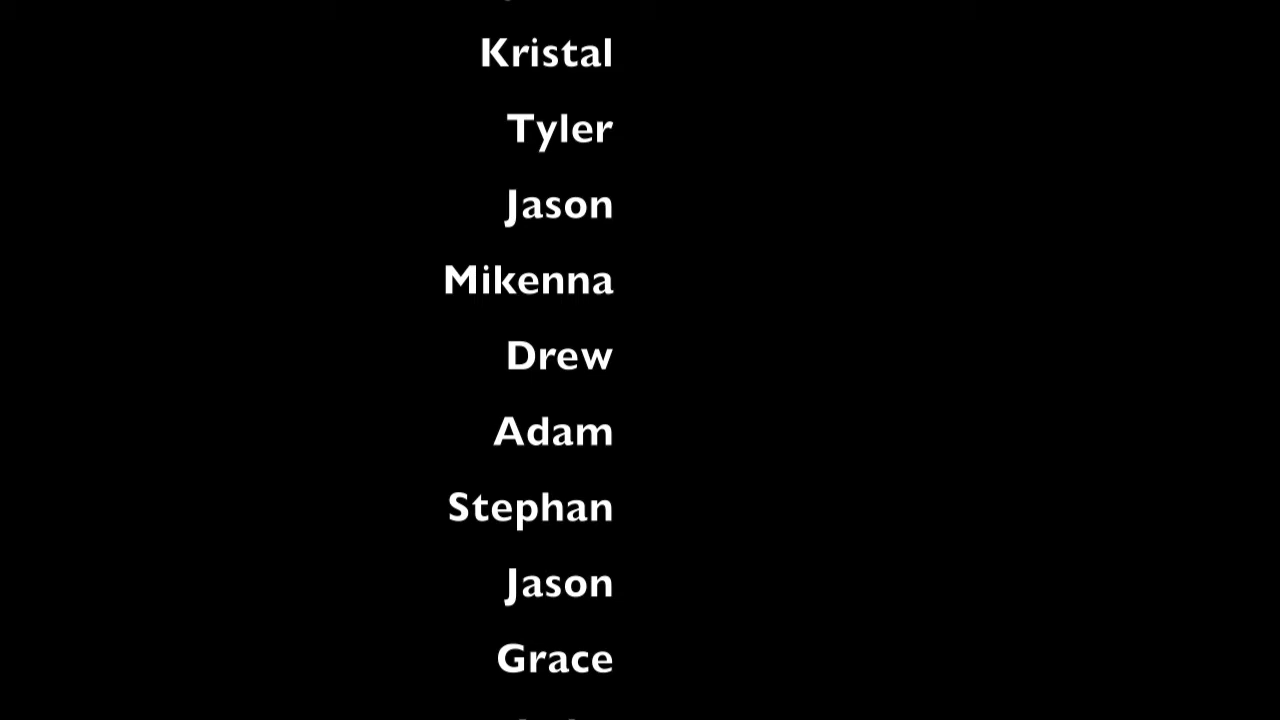 Kristal
Tyler
Jason
Mikenna
Drew
Adam
Stephan
Jason
Grace